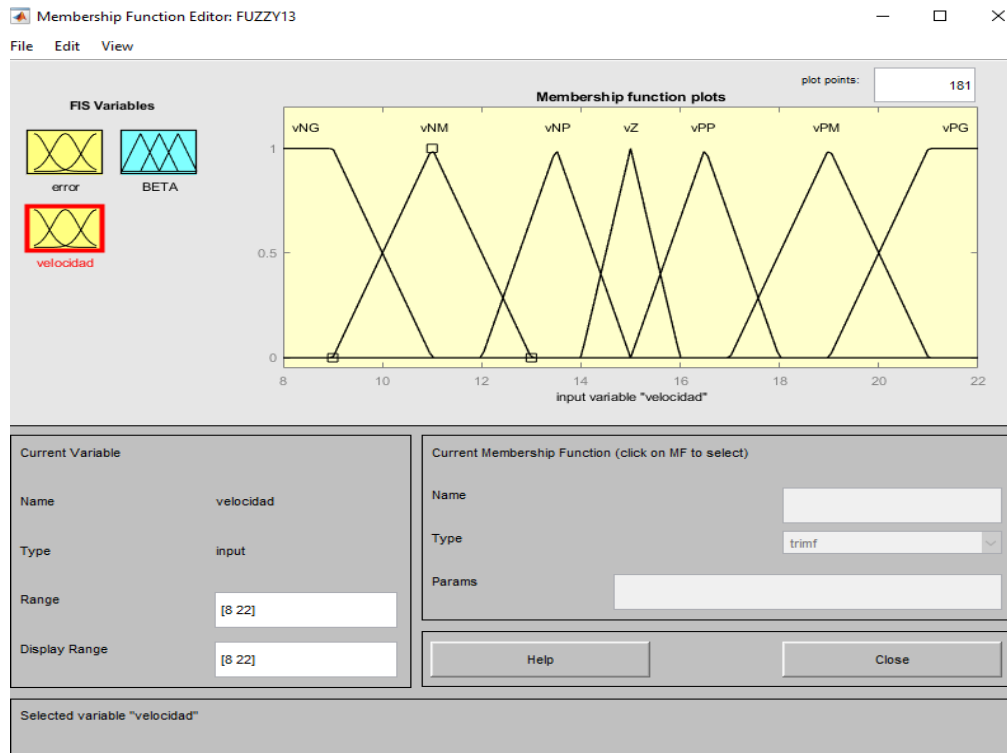 Membership Function Editor: FUZZY13
File Edit View
FIS Variables
error
BETA
velocidad
plot points:
181
Membership function plots
vNG vNM vNP vZ vPP vPM vPG
1
0.5
0
8 10 12 14 16 18 20 22
input variable "velocidad"
Current Variable
Name velocidad
Type input
Range [8 22]
Display Range [8 22]
Current Membership Function (click on MF to select)
Name
Type trimf
Params
Help Close
Selected variable "velocidad"